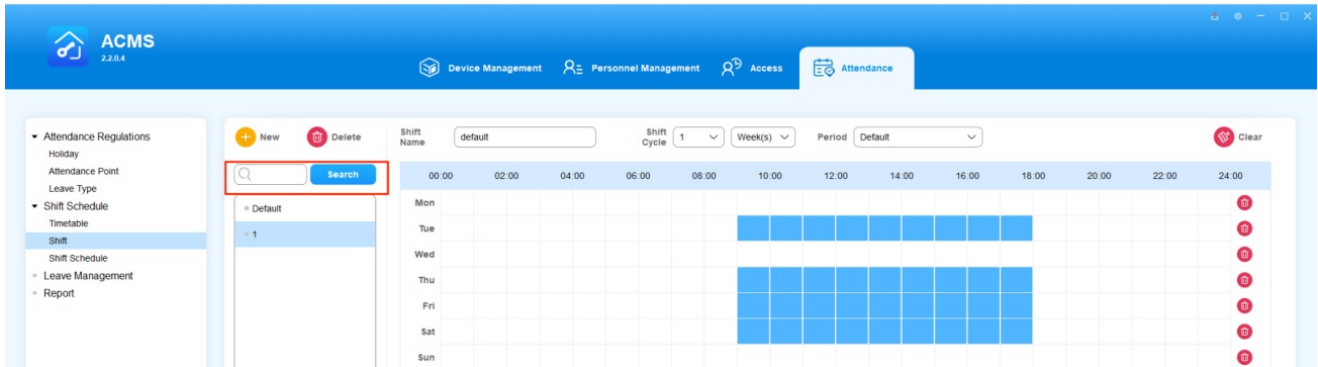 ACMS
2.2.0.4
Device Management
Personnel Management
Access
Attendance
Attendance Regulations
Holiday
Attendance Point
Leave Type
Shift Schedule
Timetable
Shift
Shift Schedule
Leave Management
Report
New
Delete
Search
Default
1
Shift Name
default
Shift Cycle
1
Week(s)
Period
Default
Clear
00:00 02:00 04:00 06:00 08:00 10:00 12:00 14:00 16:00 18:00 20:00 22:00 24:00
Mon
Tue
Wed
Thu
Fri
Sat
Sun